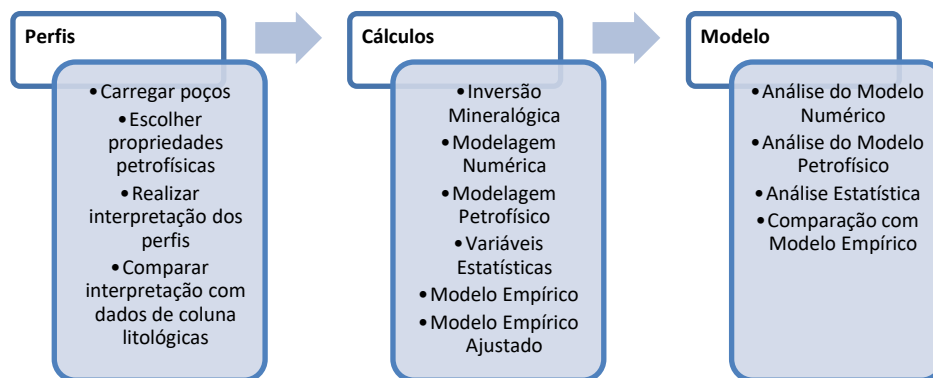 Perfis
•Carregar poços
•Escolher
propriedades
petrofísicas
•Realizar
interpretação dos
perfis
•Comparar
interpretação com
dados de coluna
litológicas
Cálculos
•Inversão
Mineralógica
•Modelagem
Numérica
•Modelagem
Petrofísico
•Variáveis
Estatísticas
•Modelo Empírico
•Modelo Empírico
Ajustado
Modelo
•Análise do Modelo
Numérico
•Análise do Modelo
Petrofísico
•Análise Estatística
•Comparação com
Modelo Empírico